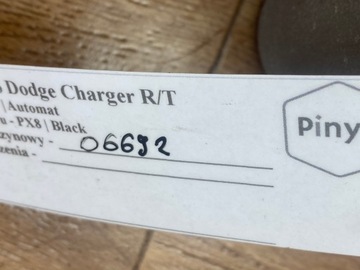 Dodge Charger R/T
| Automat
u - PX8 | Black
zynowy - 06692
zenia -
Piny